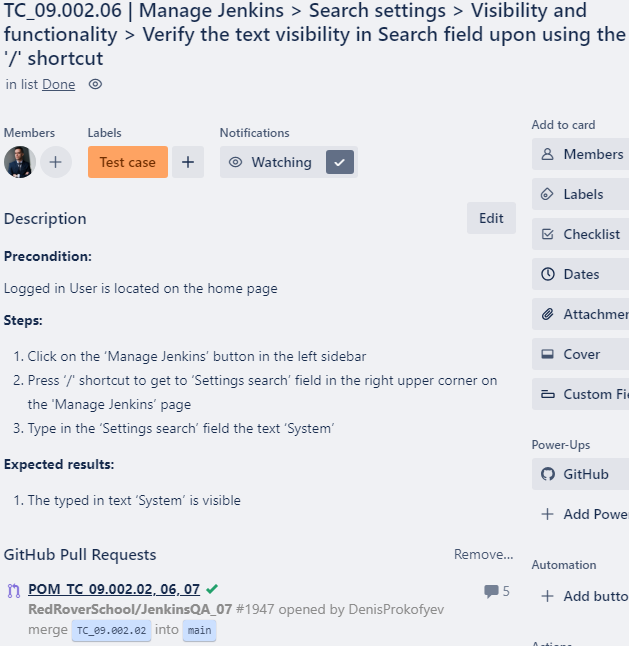 TC_09.002.06 | Manage Jenkins > Search settings > Visibility and
functionality > Verify the text visibility in Search field upon using the
'/' shortcut
in list Done
Members
Labels
Notifications
Test case
Watching
Description
Edit
Precondition:
Logged in User is located on the home page
Steps:
1. Click on the ‘Manage Jenkins’ button in the left sidebar
2. Press ‘/’ shortcut to get to ‘Settings search’ field in the right upper corner on
the 'Manage Jenkins’ page
3. Type in the ‘Settings search’ field the text ‘System’
Expected results:
1. The typed in text ‘System’ is visible
GitHub Pull Requests
Remove...
POM_TC_09.002.02, 06, 07
5
RedRoverSchool/JenkinsQA_07 #1947 opened by DenisProkofyev
merge TC_09.002.02 into main
Add to card
Members
Labels
Checklist
Dates
Attachmen
Cover
Custom Fi
Power-Ups
GitHub
Add Powe
Automation
Add butto